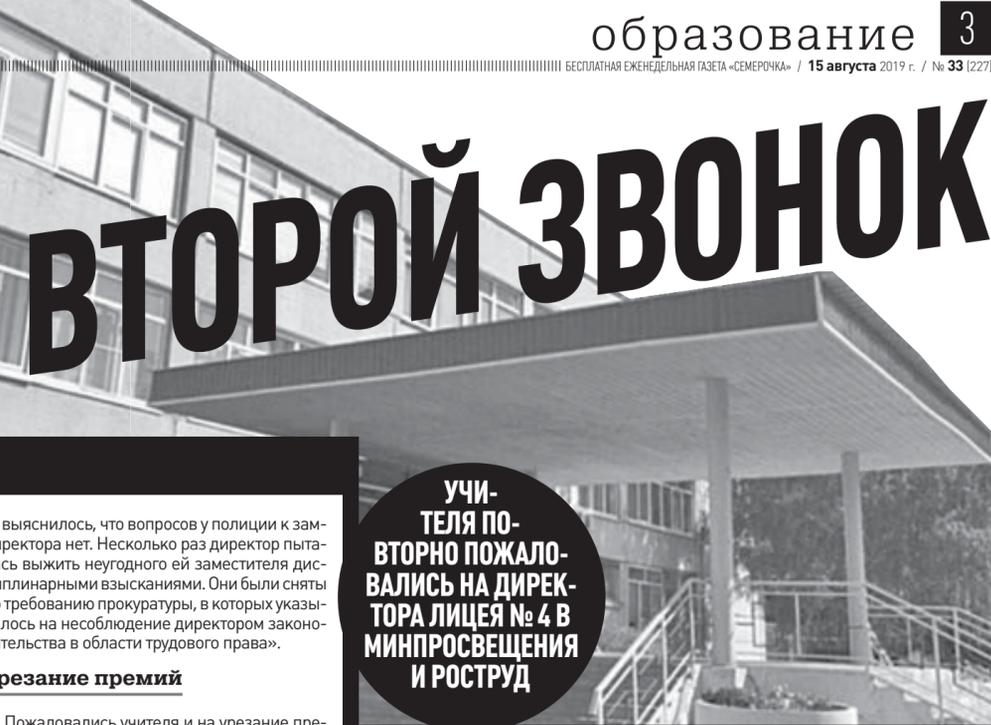 образование 3
БЕСПЛАТНАЯ ЕЖЕНЕДЕЛЬНАЯ ГАЗЕТА «СЕМЕРОЧКА» / 15 августа 2019 г. / № 33 (227)
ВТОРОЙ ЗВОНОК
УЧИ-
ТЕЛЯ ПО-
ВТОРНО ПОЖАЛО-
ВАЛИСЬ НА ДИРЕК-
ТОРА ЛИЦЕЯ № 4 В
МИНПРОСВЕЩЕНИЯ
И РОСТРУД
выяснилось, что вопросов у полиции к зам-
иректора нет. Несколько раз директор пыта-
сь выжить неугодного ей заместителя дис-
иплинарными взысканиями. Они были сняты
требованию прокуратуры, в которых указы-
лось на несоблюдение директором законо-
тельства в области трудового права».
резание премий
Пожаловались учителя и на урезание пре-